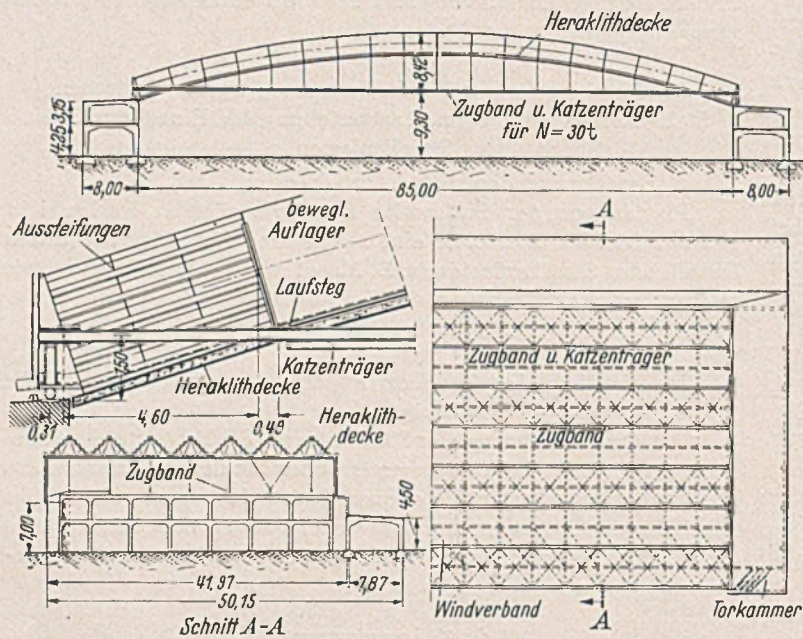 Heraklithdecke
8,42
Zugband u. Katzenträger
für N=30t
9,30
3,15
4,25
8,00
85,00
8,00
A
Aussteifungen
bewegl.
Auflager
Laufsteg
Katzenträger
1,50
Heraklithdecke
0,31
4,60
0,49
Zugband u. Katzenträger
Zugband
Windverband
A
Torkammer
Heraklith-
decke
Zugband
7,00
4,50
41,97
7,87
50,15
Schnitt A-A